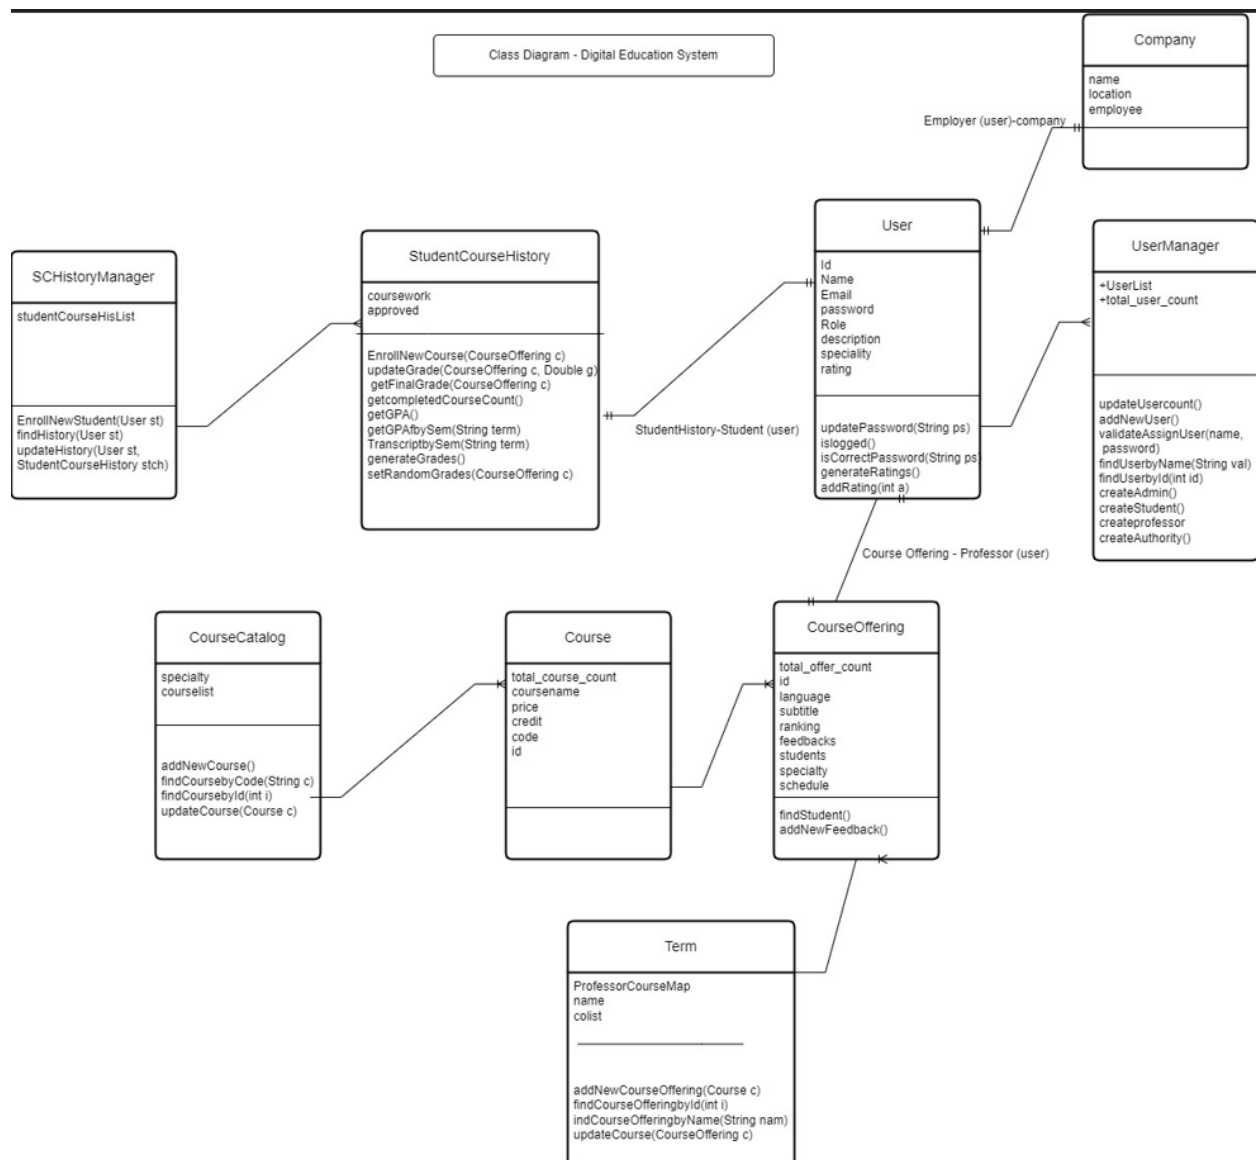 Class Diagram - Digital Education System
Company
name
location
employee
Employer (user)-company
User
Id
Name
Email
password
Role
description
speciality
rating
updatePassword(String ps)
islogged()
isCorrectPassword(String ps)
generateRatings()
addRating(int a)
UserManager
+UserList
+total_user_count
updateUsercount()
addNewUser()
validateAssignUser(name,
password)
findUserbyName(String val)
findUserbyId(int id)
createAdmin()
createStudent()
createprofessor
createAuthority()
SCHistoryManager
studentCourseHisList
EnrollNewStudent(User st)
findHistory(User st)
updateHistory(User st,
StudentCourseHistory stch)
StudentCourseHistory
coursework
approved
EnrollNewCourse(CourseOffering c)
updateGrade(CourseOffering c, Double g)
getFinalGrade(CourseOffering c)
getcompletedCourseCount()
getGPA()
getGPAfbySem(String term)
TranscriptbySem(String term)
generateGrades()
setRandomGrades(CourseOffering c)
StudentHistory-Student (user)
Course Offering - Professor (user)
CourseCatalog
specialty
courselist
addNewCourse()
findCoursebyCode(String c)
findCoursebyId(int i)
updateCourse(Course c)
Course
total_course_count
coursename
price
credit
code
id
CourseOffering
total_offer_count
id
language
subtitle
ranking
feedbacks
students
specialty
schedule
findStudent()
addNewFeedback()
Term
ProfessorCourseMap
name
colist
addNewCourseOffering(Course c)
findCourseOfferingbyId(int i)
indCourseOfferingbyName(String nam)
updateCourse(CourseOffering c)